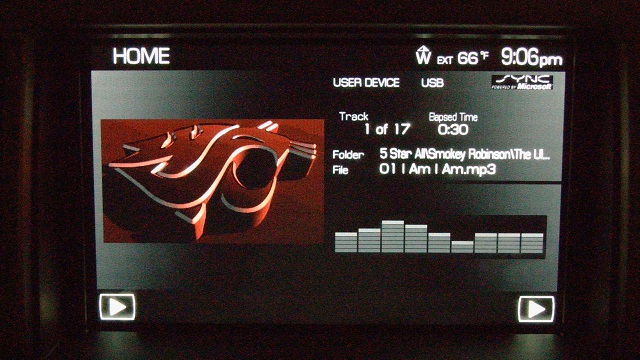 HOME
W EXT 66°F 9:06pm
USER DEVICE USB SYNC
POWERED BY Microsoft
Track Elapsed Time
1 of 17 0:30
Folder 5 Star All\Smokey Robinson\The Ul...
File 01 I Am I Am.mp3